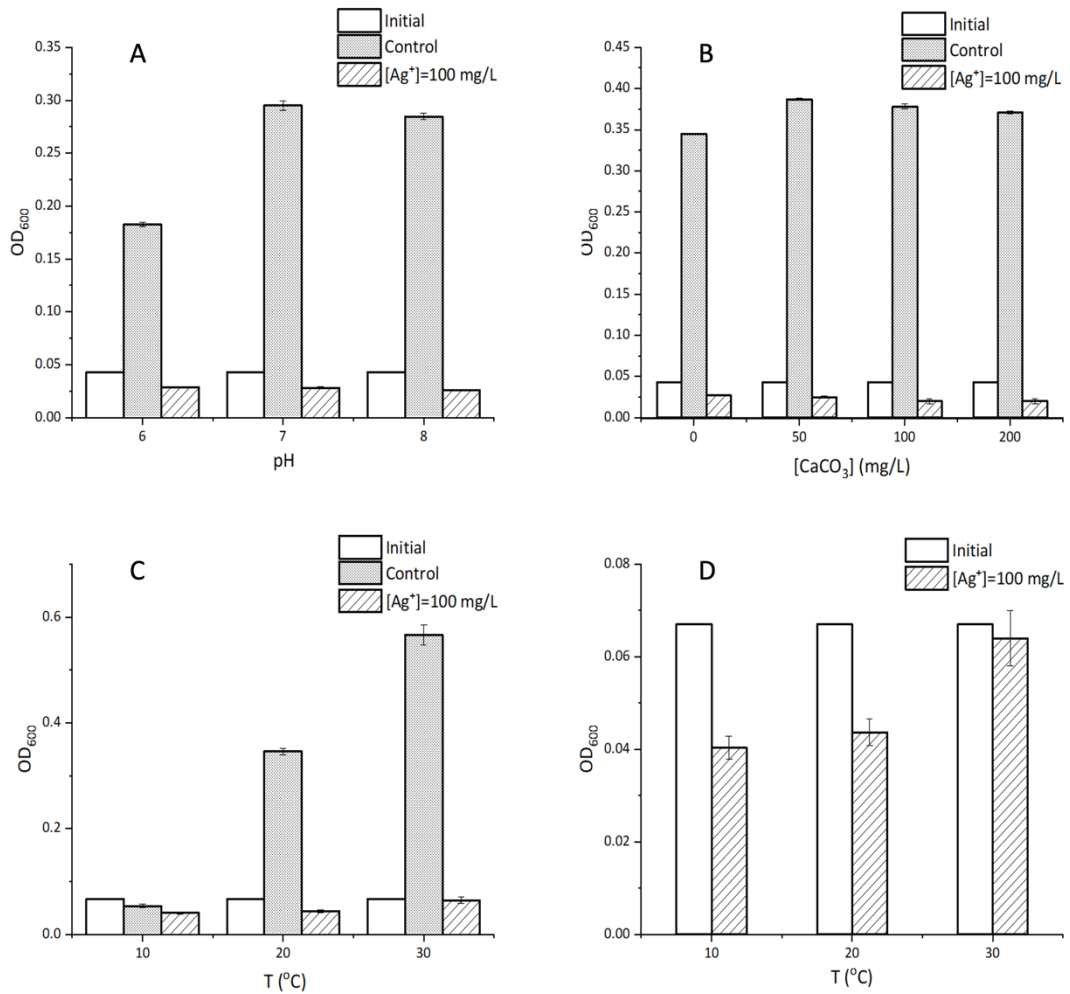 A
Initial
Control
[Ag⁺]=100 mg/L
0.35
0.30
0.25
0.20
0.15
0.10
0.05
0.00
OD₆₀₀
6 7 8
pH
B
Initial
Control
[Ag⁺]=100 mg/L
0.45
0.40
0.35
0.30
0.25
0.20
0.15
0.10
0.05
0.00
OD₆₀₀
0 50 100 200
[CaCO₃] (mg/L)
C
Initial
Control
[Ag⁺]=100 mg/L
0.6
0.4
0.2
0.0
OD₆₀₀
10 20 30
T (°C)
D
Initial
[Ag⁺]=100 mg/L
0.08
0.06
0.04
0.02
0.00
OD₆₀₀
10 20 30
T (°C)